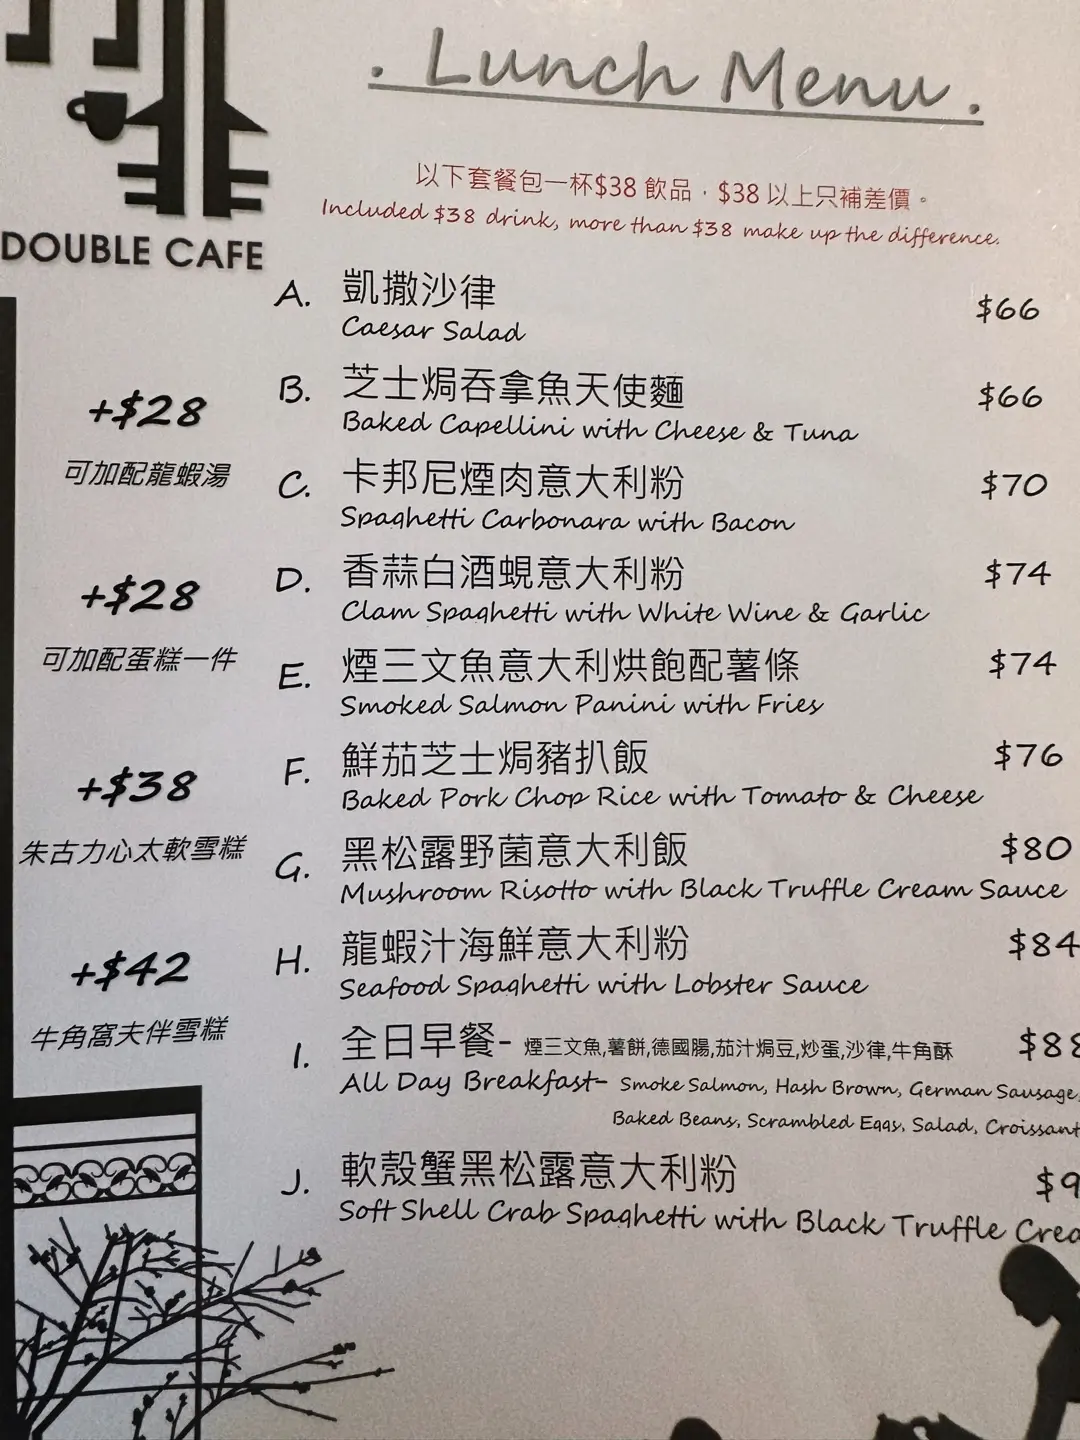 . Lunch Menu .
以下套餐包一杯$38 飲品，$38 以上只補差價。
Included $38 drink, more than $38 make up the difference.
DOUBLE CAFE
A. 凱撒沙律 $66
Caesar Salad
B. 芝士焗吞拿魚天使麵 $66
Baked Capellini with Cheese & Tuna
+$28
可加配龍蝦湯
C. 卡邦尼煙肉意大利粉 $70
Spaghetti Carbonara with Bacon
D. 香蒜白酒蜆意大利粉 $74
Clam Spaghetti with White Wine & Garlic
+$28
可加配蛋糕一件
E. 煙三文魚意大利烘飽配薯條 $74
Smoked Salmon Panini with Fries
F. 鮮茄芝士焗豬扒飯 $76
Baked Pork Chop Rice with Tomato & Cheese
+$38
朱古力心太軟雪糕
G. 黑松露野菌意大利飯 $80
Mushroom Risotto with Black Truffle Cream Sauce
H. 龍蝦汁海鮮意大利粉 $84
Seafood Spaghetti with Lobster Sauce
+$42
牛角窩夫伴雪糕
I. 全日早餐- 煙三文魚,薯餅,德國腸,茄汁焗豆,炒蛋,沙律,牛角酥 $88
All Day Breakfast- Smoke Salmon, Hash Brown, German Sausage,
Baked Beans, Scrambled Eggs, Salad, Croissant
J. 軟殼蟹黑松露意大利粉 $9
Soft Shell Crab Spaghetti with Black Truffle Crea